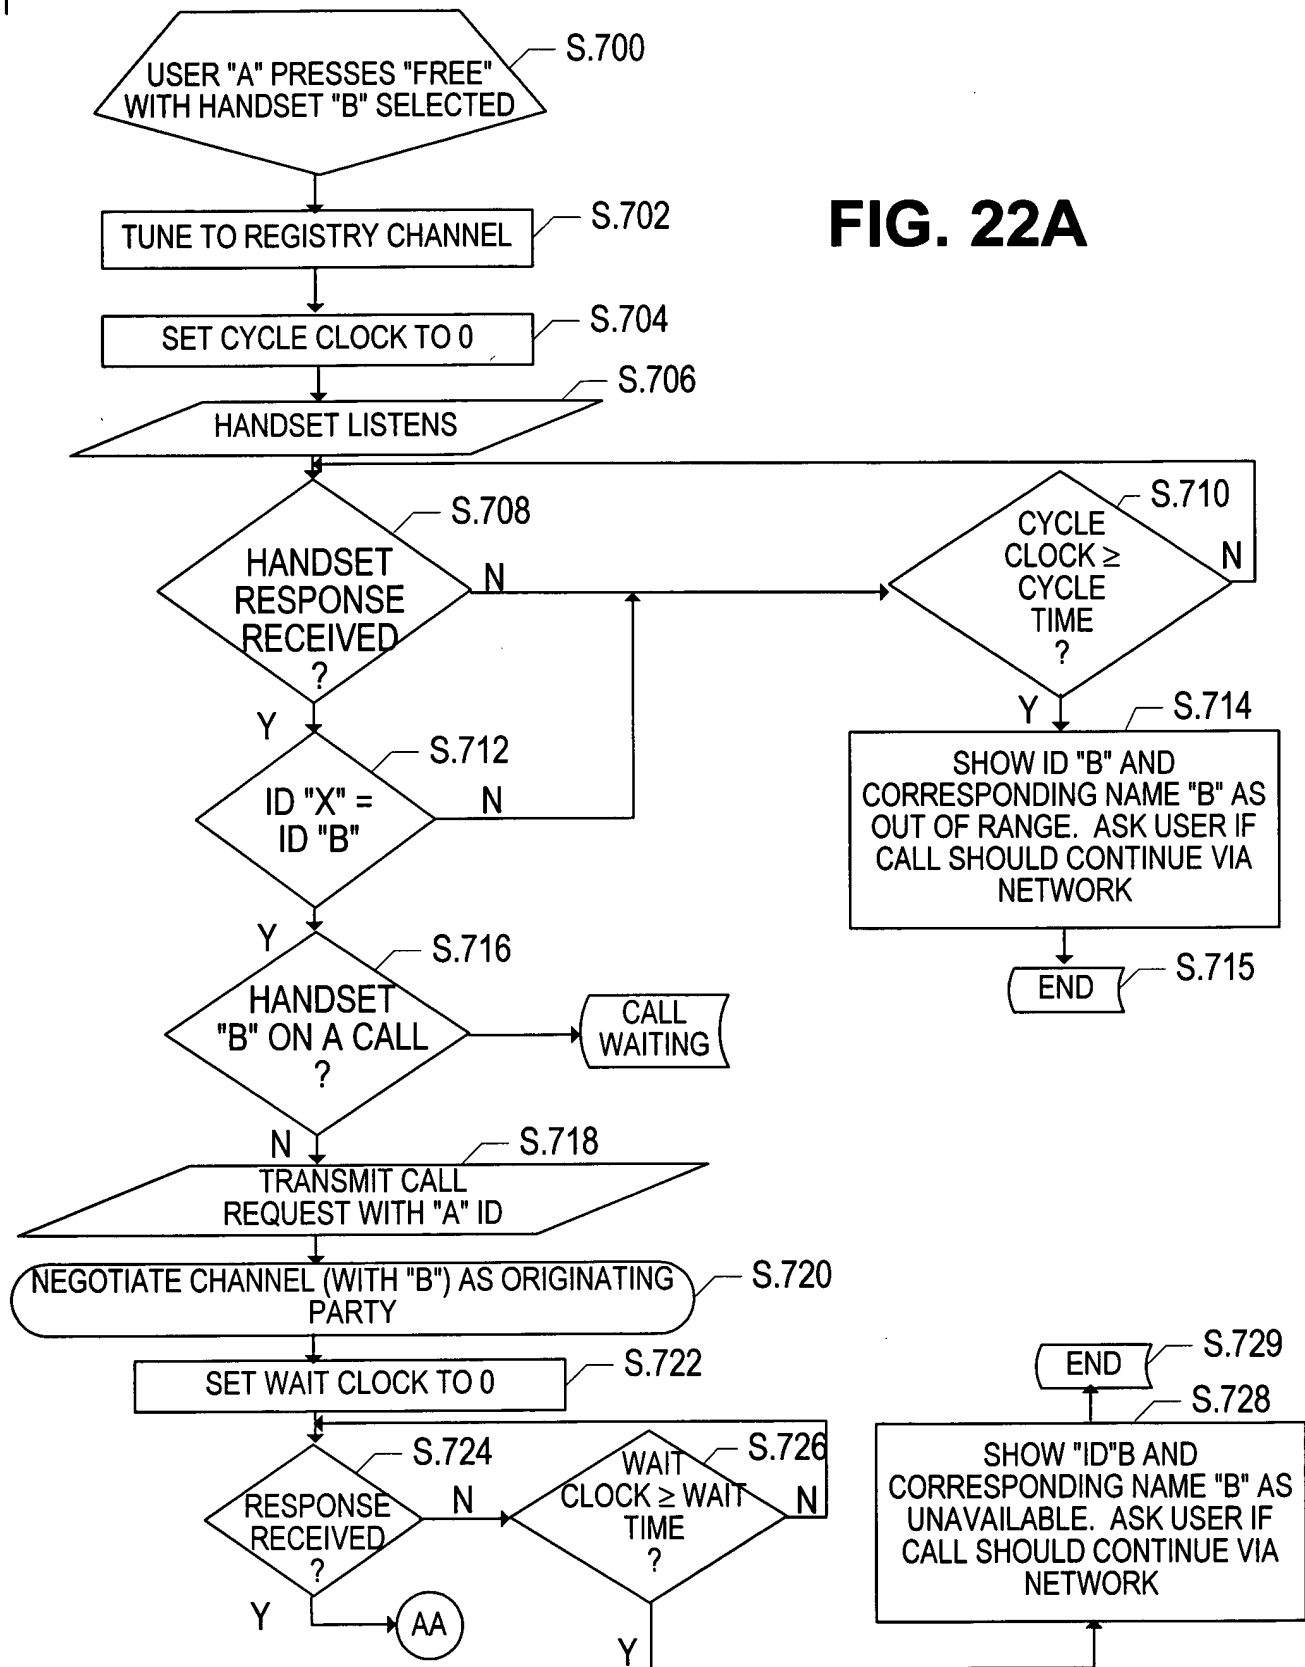 USER "A" PRESSES "FREE"
WITH HANDSET "B" SELECTED
S.700
FIG. 22A
TUNE TO REGISTRY CHANNEL
S.702
SET CYCLE CLOCK TO 0
S.704
HANDSET LISTENS
S.706
HANDSET
RESPONSE
RECEIVED
?
S.708
N
Y
CYCLE
CLOCK ≥
CYCLE
TIME
?
S.710
N
Y
ID "X" =
ID "B"
S.712
N
Y
SHOW ID "B" AND
CORRESPONDING NAME "B" AS
OUT OF RANGE. ASK USER IF
CALL SHOULD CONTINUE VIA
NETWORK
S.714
END
S.715
HANDSET
"B" ON A CALL
?
S.716
N
CALL
WAITING
TRANSMIT CALL
REQUEST WITH "A" ID
S.718
NEGOTIATE CHANNEL (WITH "B") AS ORIGINATING
PARTY
S.720
SET WAIT CLOCK TO 0
S.722
RESPONSE
RECEIVED
?
S.724
N
Y
AA
WAIT
CLOCK ≥ WAIT
TIME
?
S.726
N
Y
END
S.729
S.728
SHOW "ID"B AND
CORRESPONDING NAME "B" AS
UNAVAILABLE. ASK USER IF
CALL SHOULD CONTINUE VIA
NETWORK